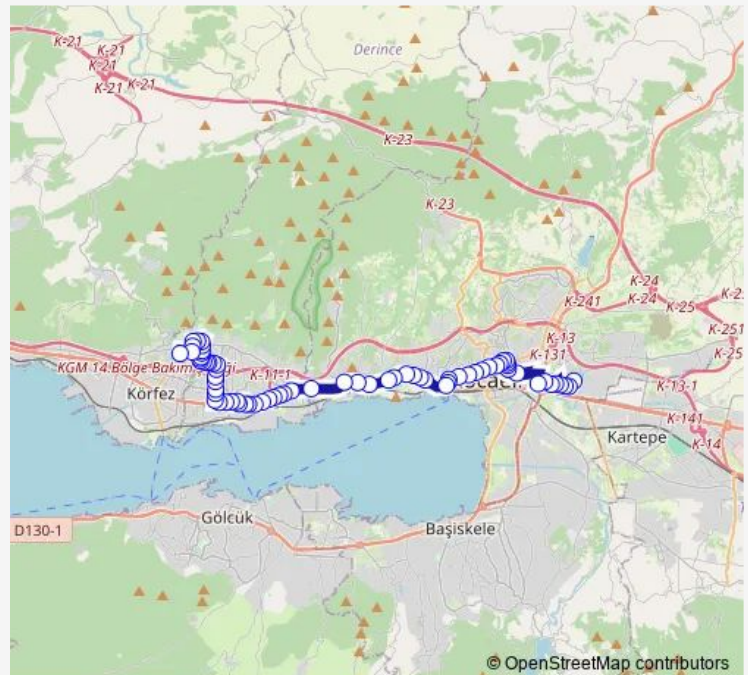 K-21
K-21
K-21
K-21
K-21
Derince
K-23
K-23
K-24
K-24
K-241
K-25
K-251
K-25
K-13
K-131
KGM 14.Bölge Bakım
K-11-1
K-13-1
Körfez
K-141
Kartepe
K-14
Gölcük
Başiskele
D130-1
© OpenStreetMap contributors